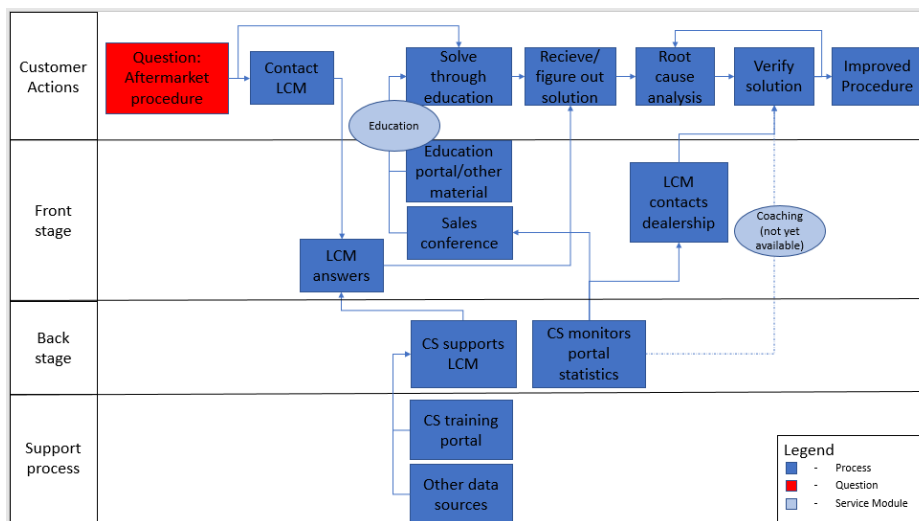 Customer
Actions
Question:
Aftermarket
procedure
Contact
LCM
Solve
through
education
Recieve/
figure out
solution
Root
cause
analysis
Verify
solution
Improved
Procedure
Education
Front
stage
Education
portal/other
material
Sales
conference
LCM
answers
LCM
contacts
dealership
Coaching
(not yet
available)
Back
stage
CS supports
LCM
CS monitors
portal
statistics
Support
process
CS training
portal
Other data
sources
Legend
- Process
- Question
- Service Module